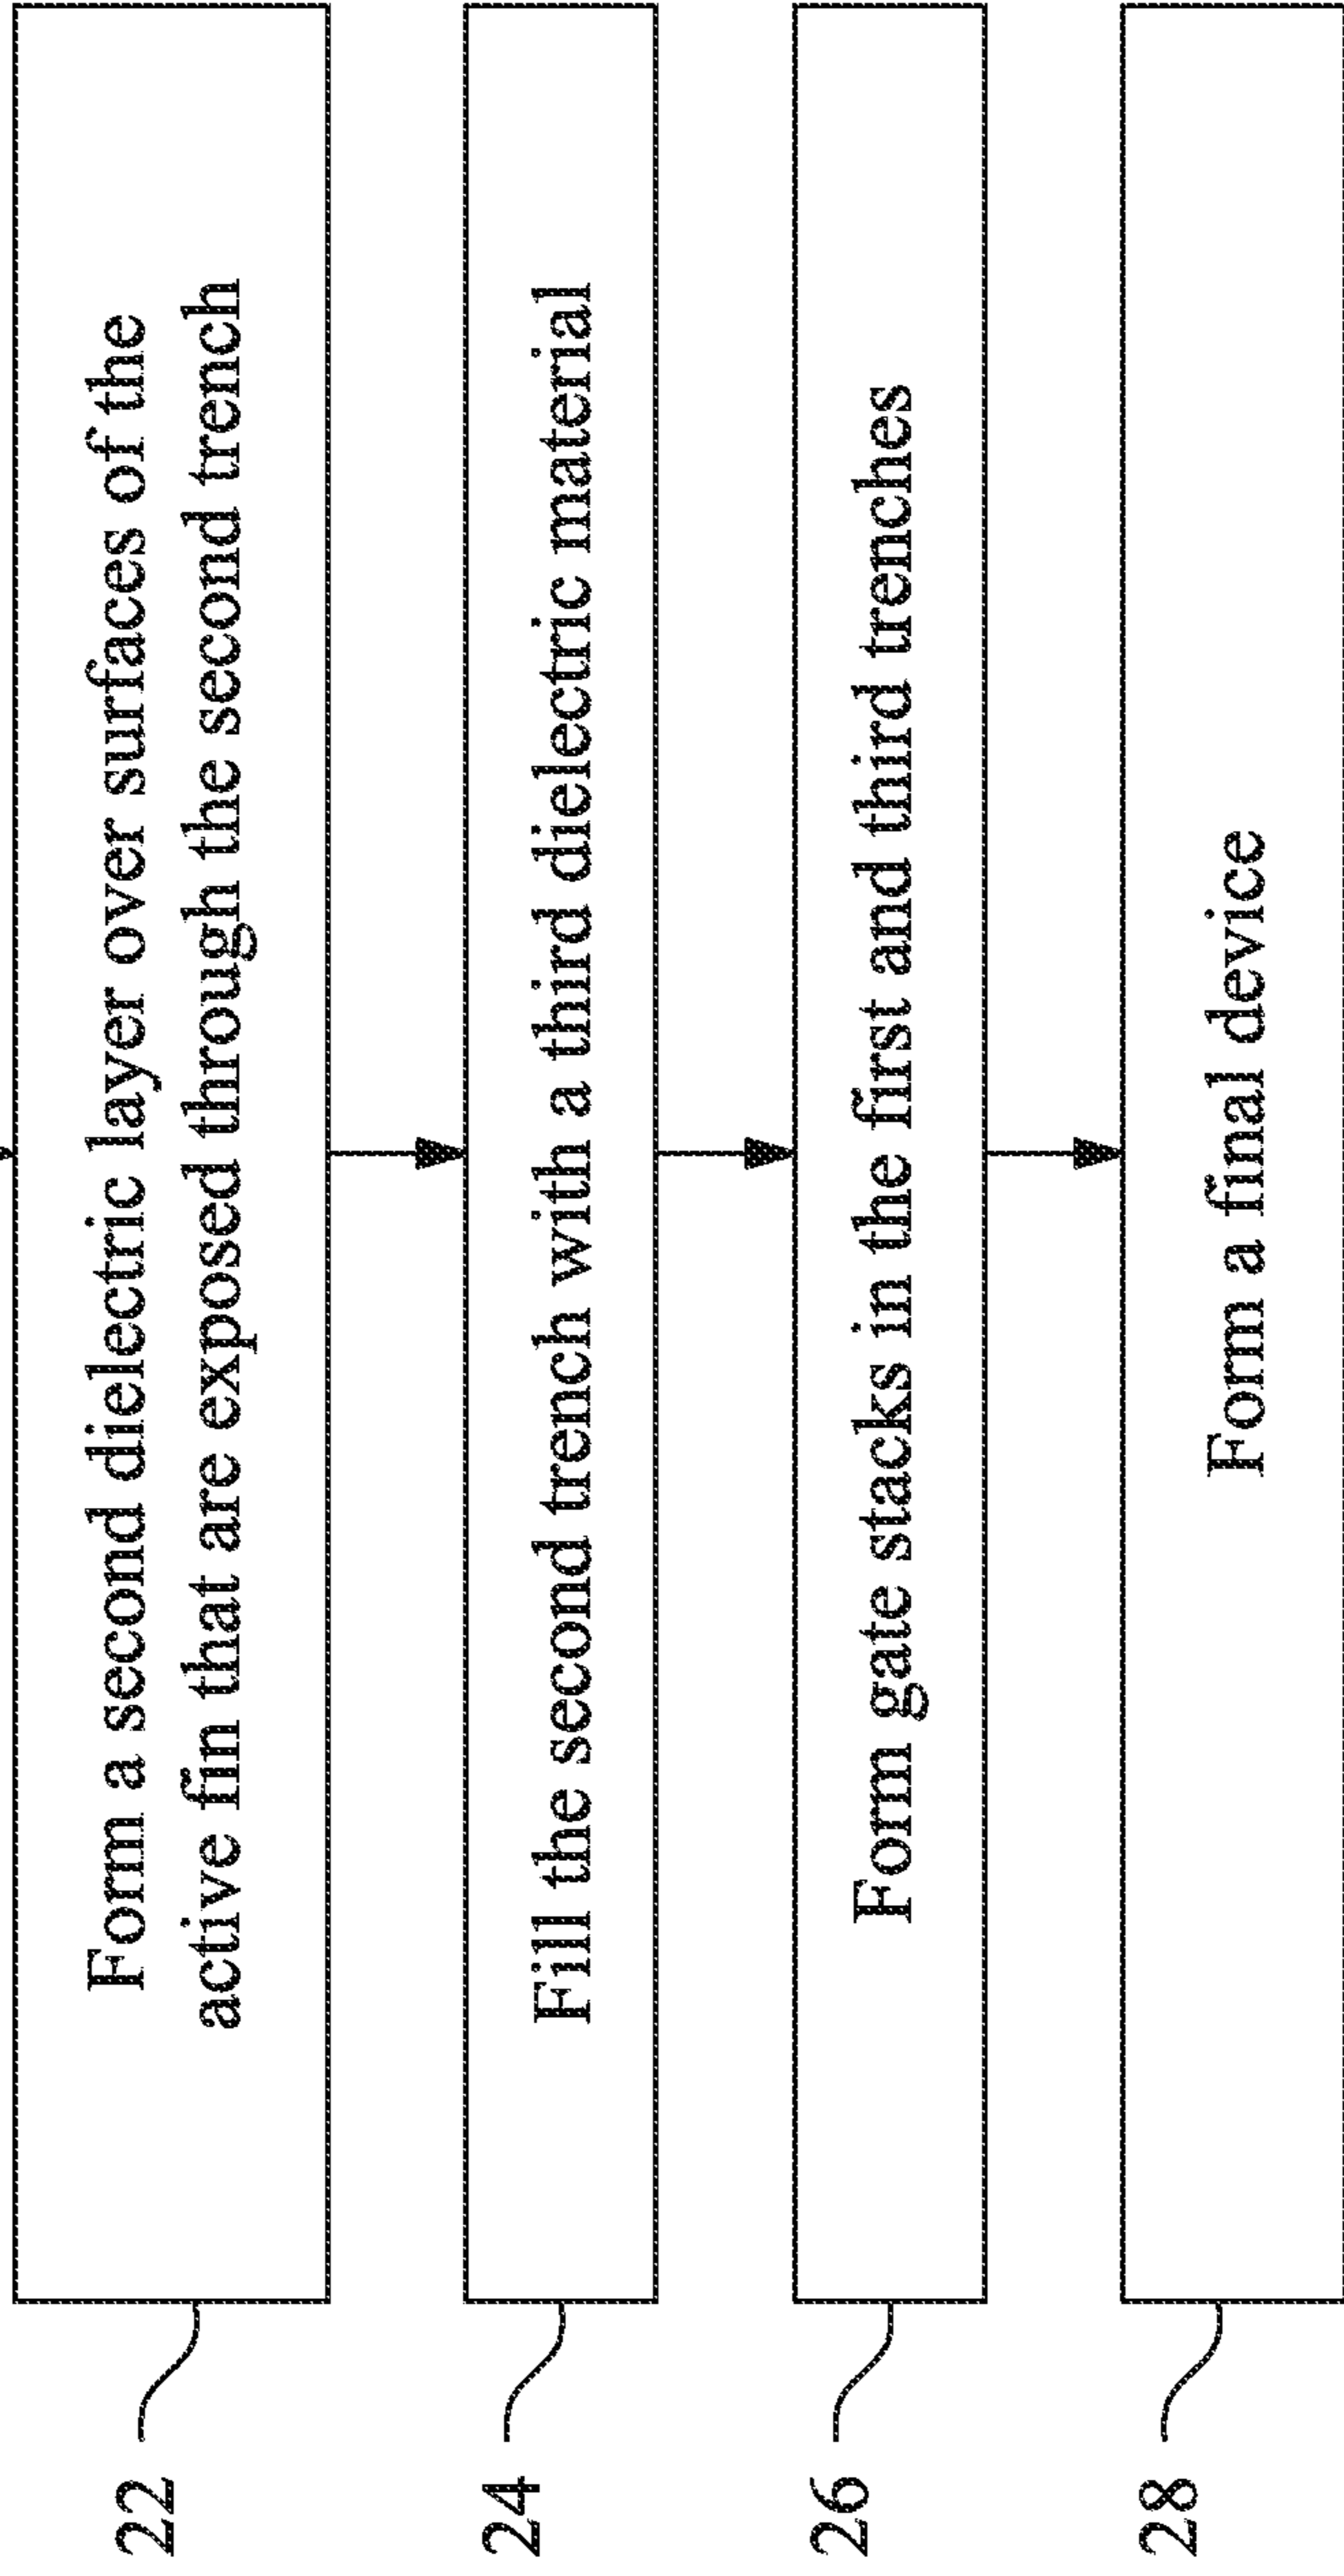 22
Form a second dielectric layer over surfaces of the
active fin that are exposed through the second trench
24
Fill the second trench with a third dielectric material
26
Form gate stacks in the first and third trenches
28
Form a final device